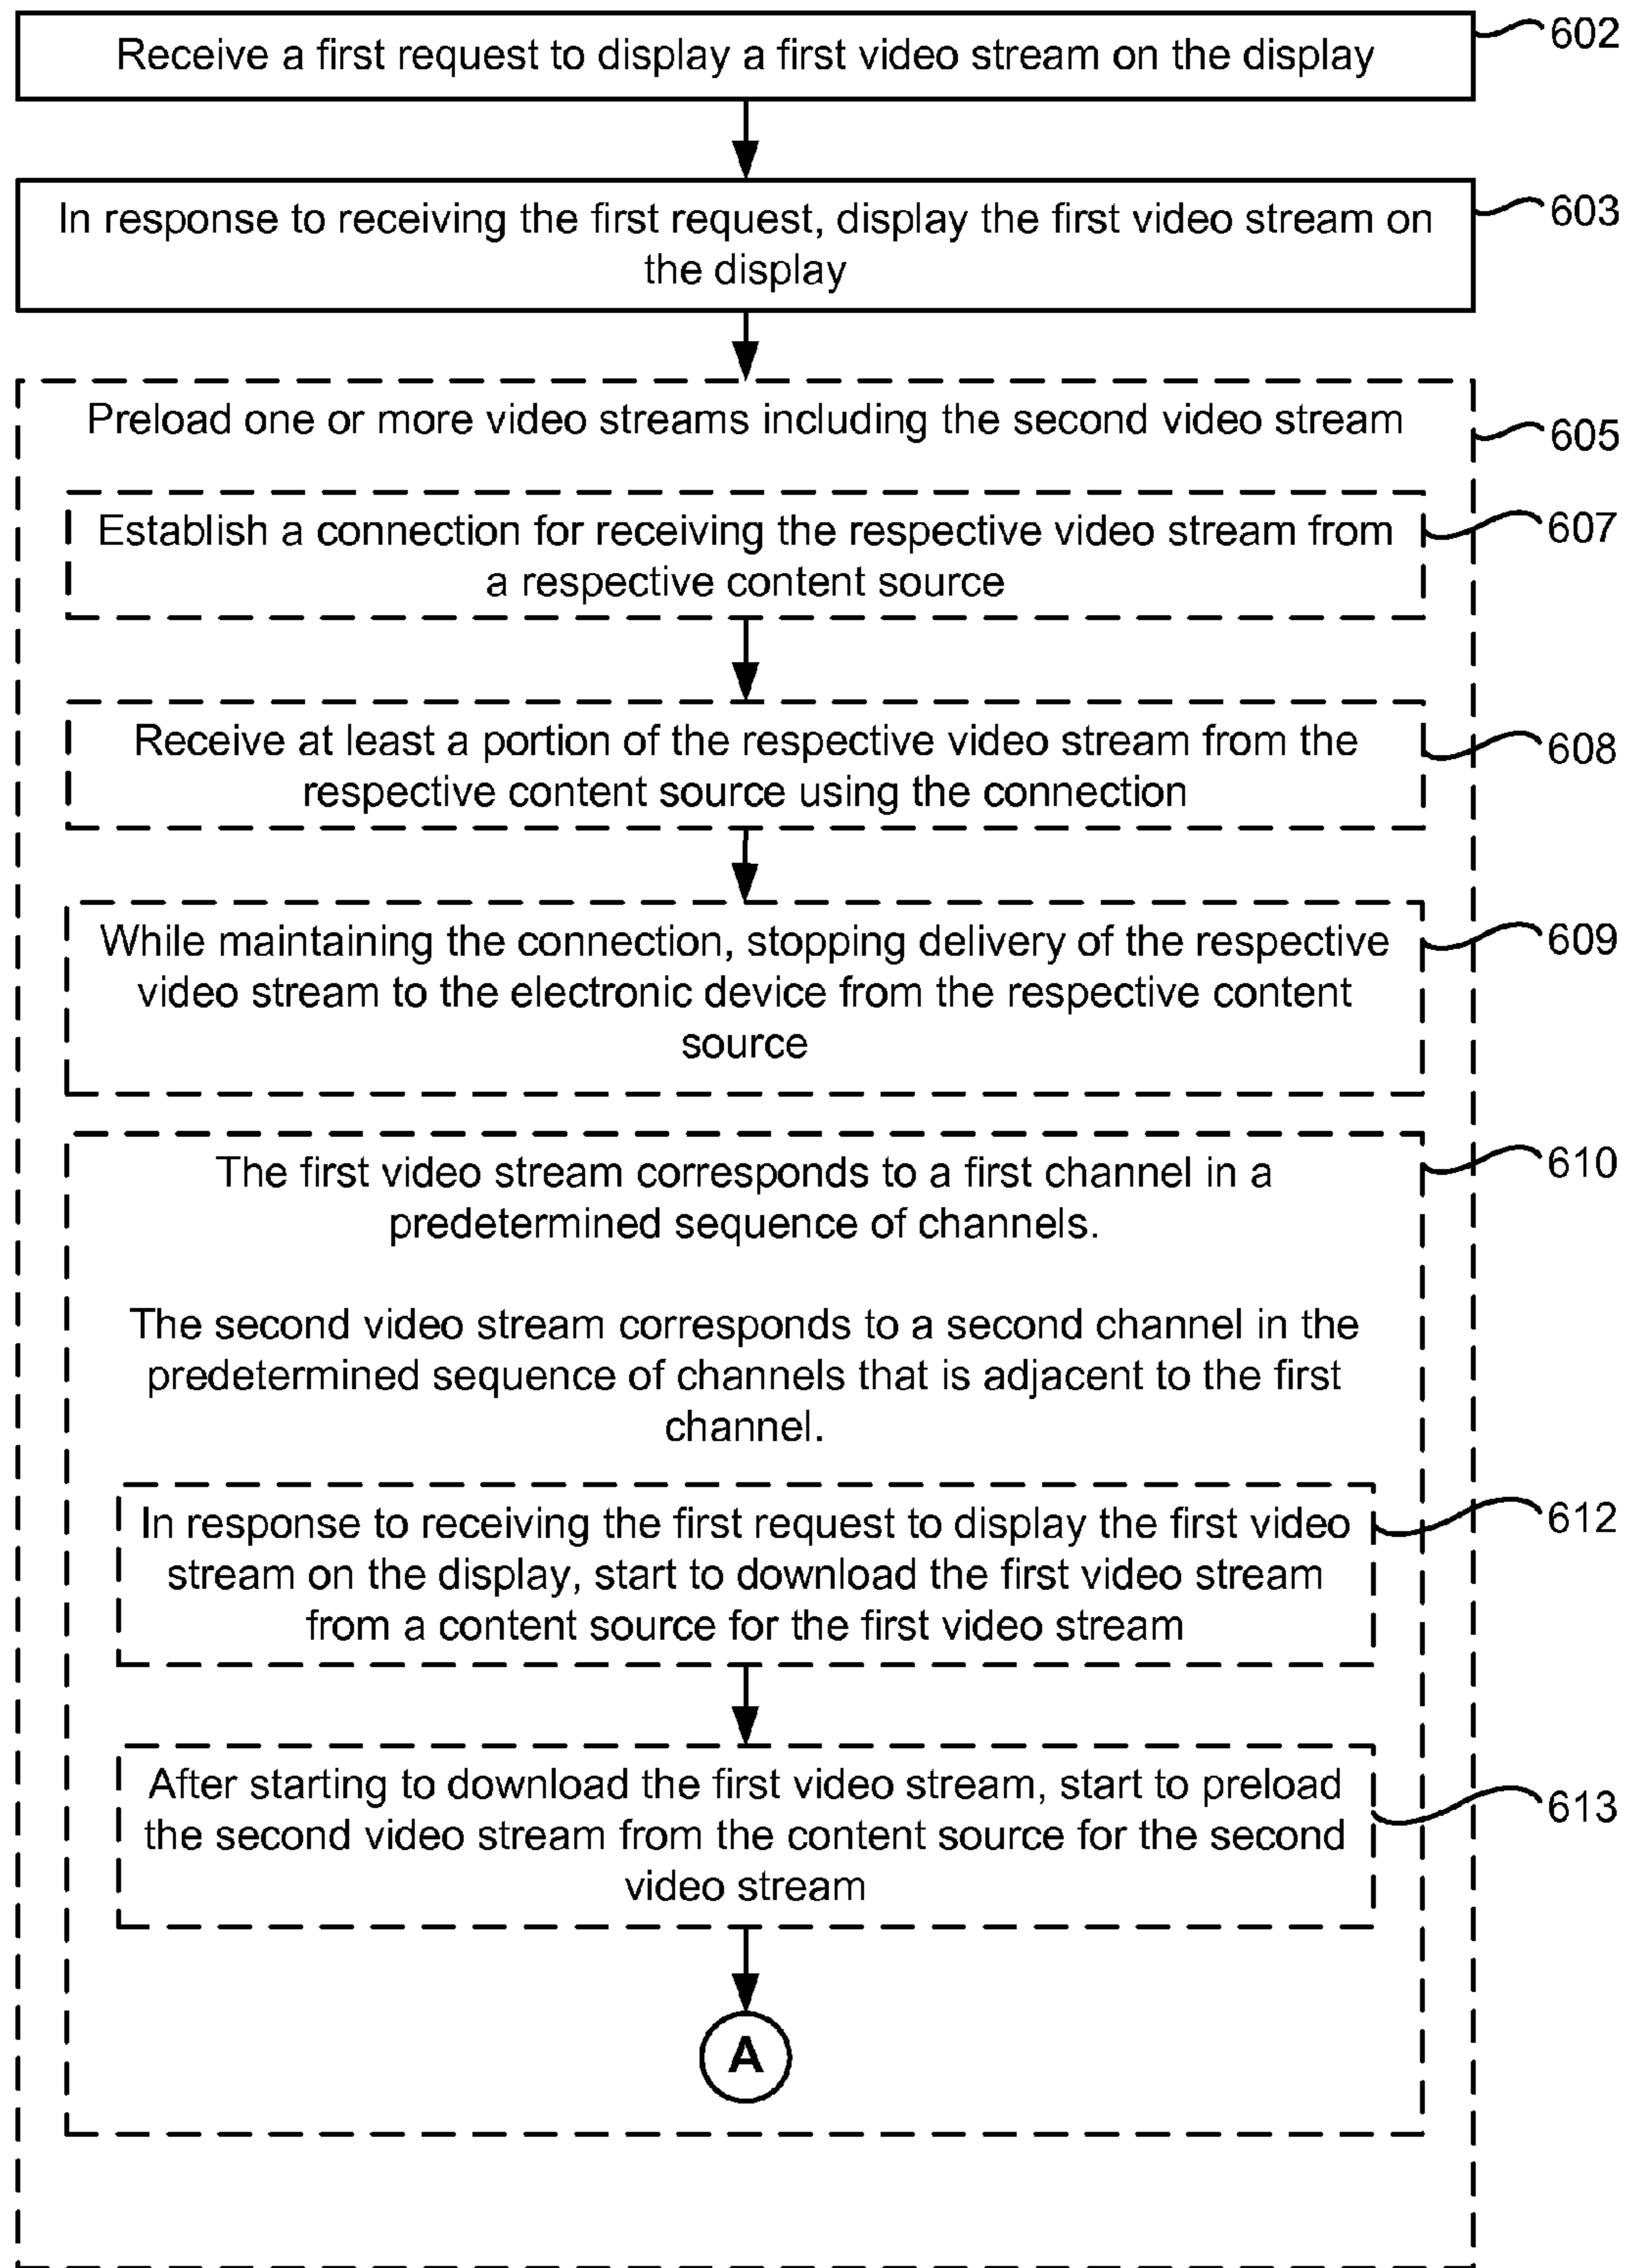 Receive a first request to display a first video stream on the display
602
In response to receiving the first request, display the first video stream on
the display
603
Preload one or more video streams including the second video stream
605
Establish a connection for receiving the respective video stream from
a respective content source
607
Receive at least a portion of the respective video stream from the
respective content source using the connection
608
While maintaining the connection, stopping delivery of the respective
video stream to the electronic device from the respective content
source
609
The first video stream corresponds to a first channel in a
predetermined sequence of channels.
610
The second video stream corresponds to a second channel in the
predetermined sequence of channels that is adjacent to the first
channel.
In response to receiving the first request to display the first video
stream on the display, start to download the first video stream
from a content source for the first video stream
612
After starting to download the first video stream, start to preload
the second video stream from the content source for the second
video stream
613
A